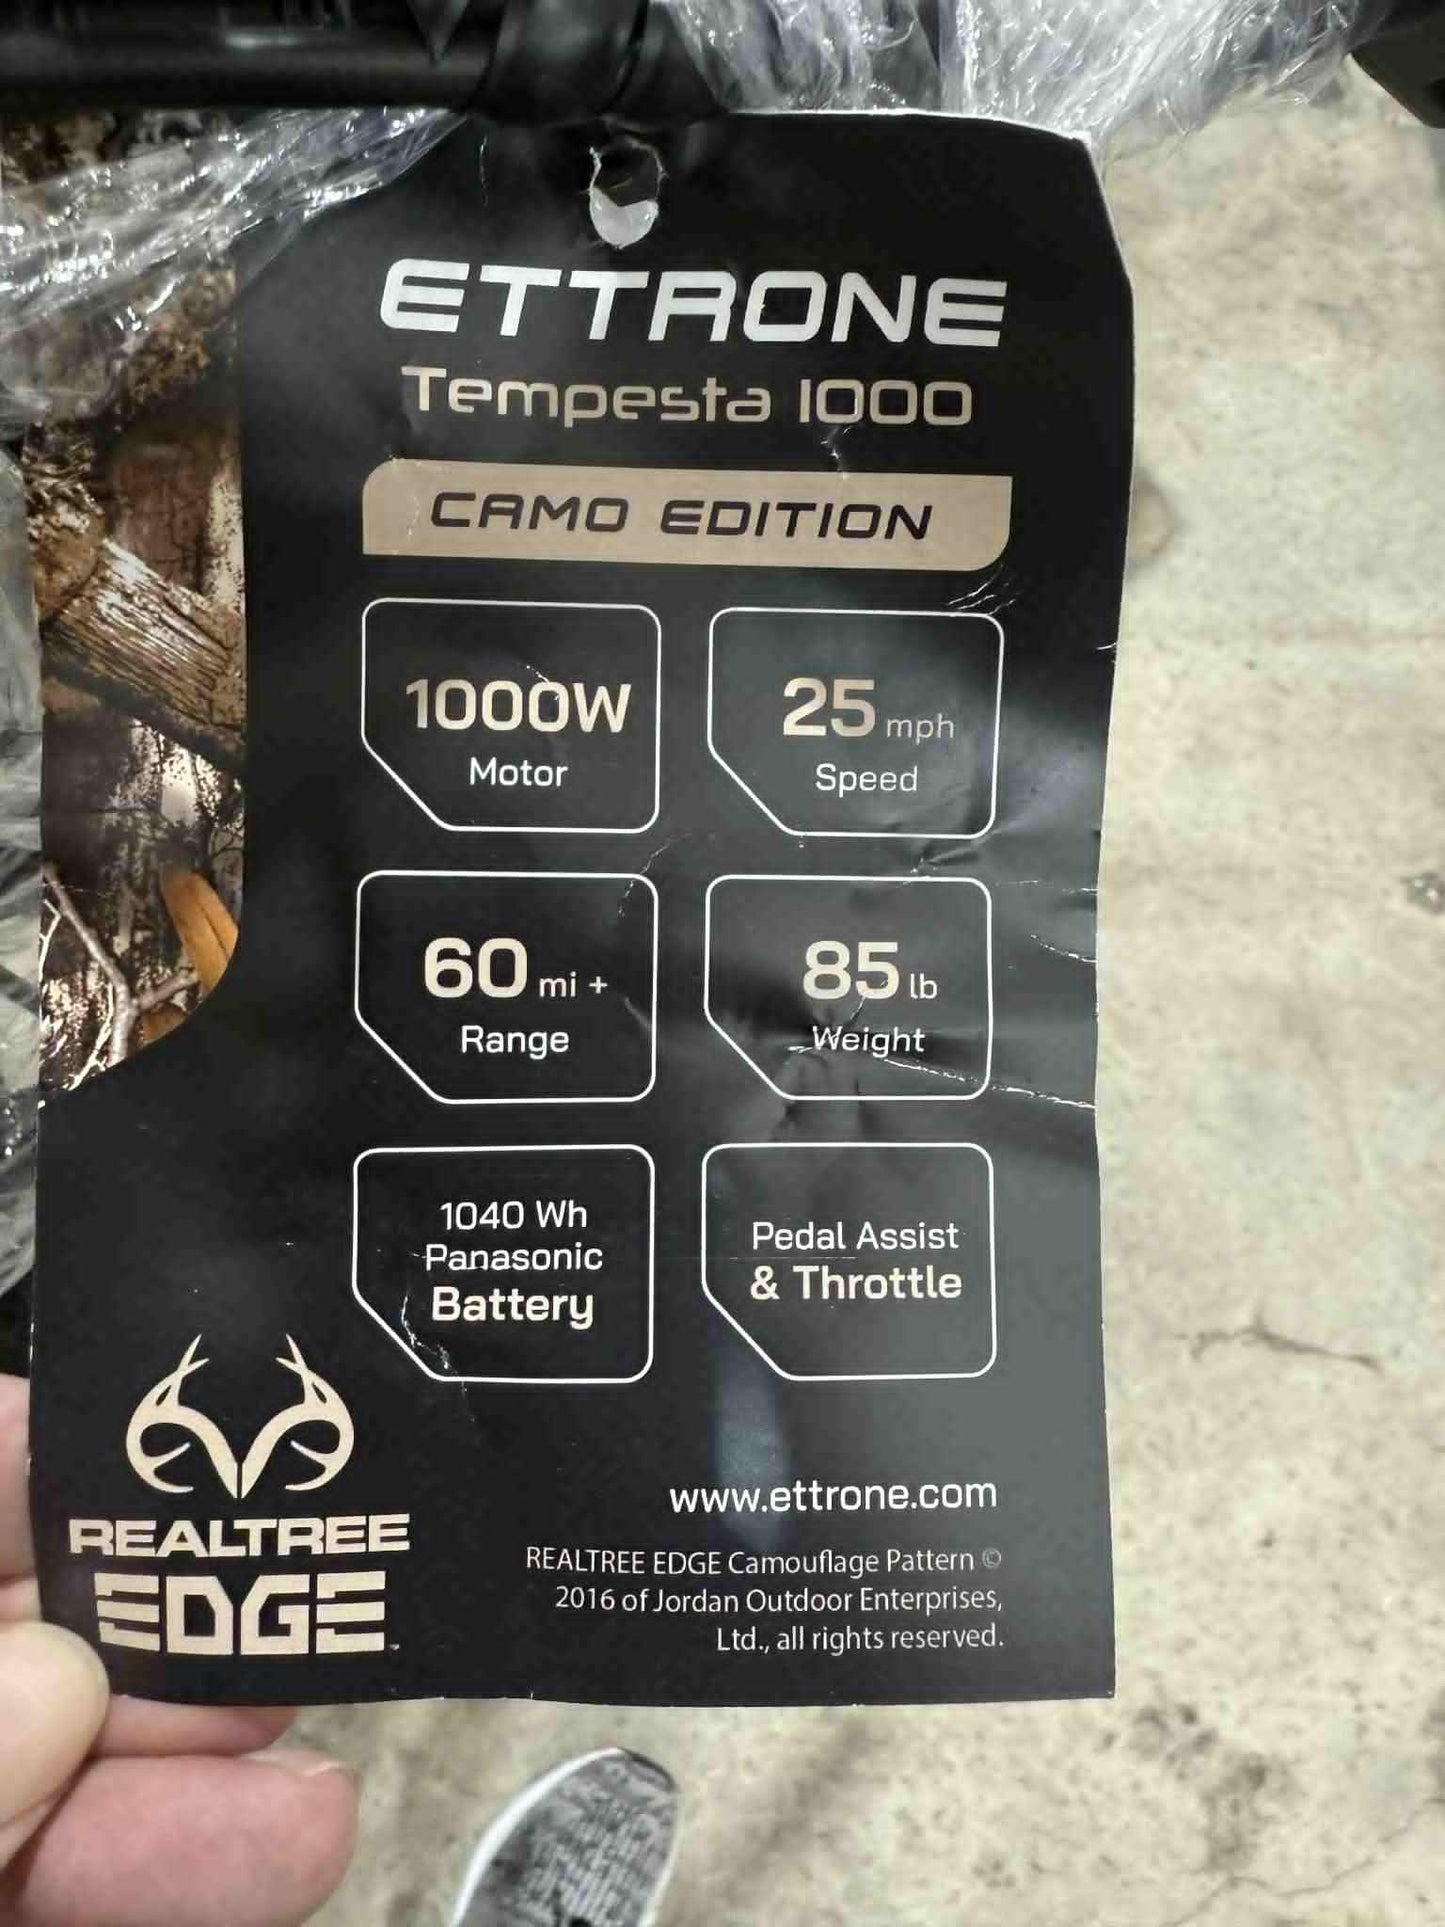 ETTRONE
Tempesta 1000
CAMO EDITION
1000W
Motor
25 mph
Speed
60 mi +
Range
85 lb
Weight
1040 Wh
Panasonic
Battery
Pedal Assist
& Throttle
REALTREE
EDGE
www.ettrone.com
REALTREE EDGE Camouflage Pattern ©
2016 of Jordan Outdoor Enterprises,
Ltd., all rights reserved.